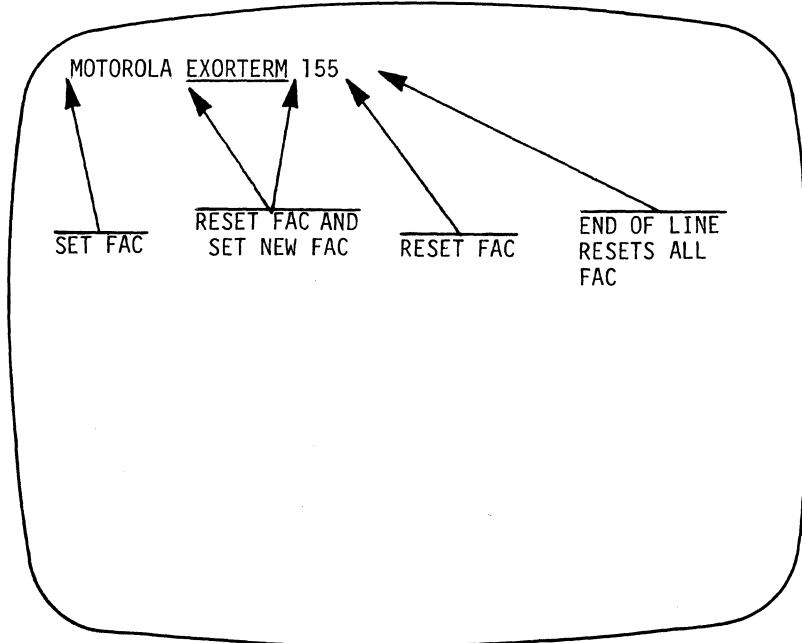 MOTOROLA EXORTERM 155
SET FAC
RESET FAC AND
SET NEW FAC
RESET FAC
END OF LINE
RESETS ALL
FAC